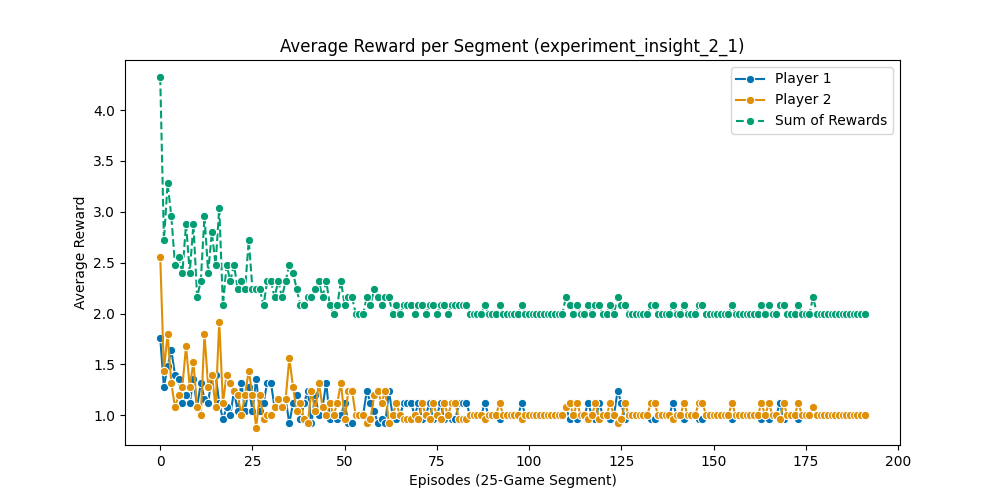 Average Reward per Segment (experiment_insight_2_1)
Player 1
Player 2
Sum of Rewards
Average Reward
4.0
3.5
3.0
2.5
2.0
1.5
1.0
0 25 50 75 100 125 150 175 200
Episodes (25-Game Segment)